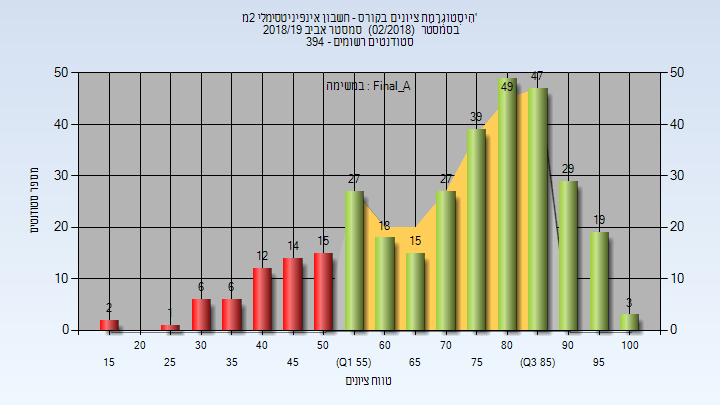 היסטוגרמת ציונים בקורס - חשבון אינפיניטסימלי 2מ'
בסמסטר (02/2018) סמסטר אביב 2018/19
סטודנטים רשומים - 394
במשימה : Final_A
מספר סטודנטים
50 40 30 20 10 0
50 40 30 20 10 0
2 1 6 6 12 14 15 27 18 15 27 39 49 47 29 19 3
20 30 40 50 60 70 80 90 100
15 25 35 45 (Q1 55) 65 75 (Q3 85) 95
טווח ציונים